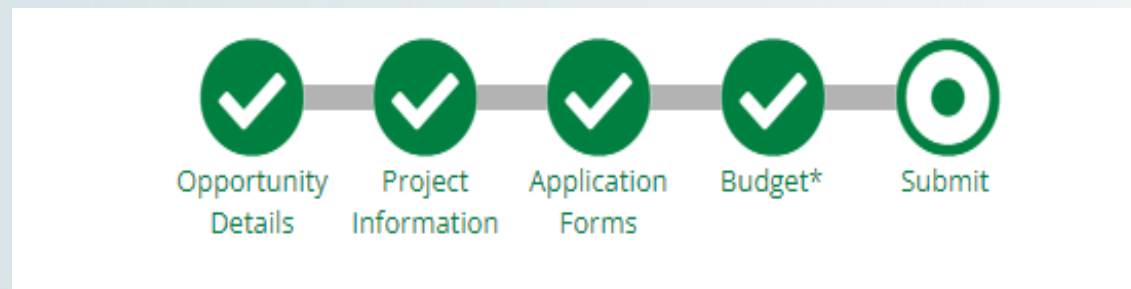 Opportunity
Details
Project
Information
Application
Forms
Budget*
Submit